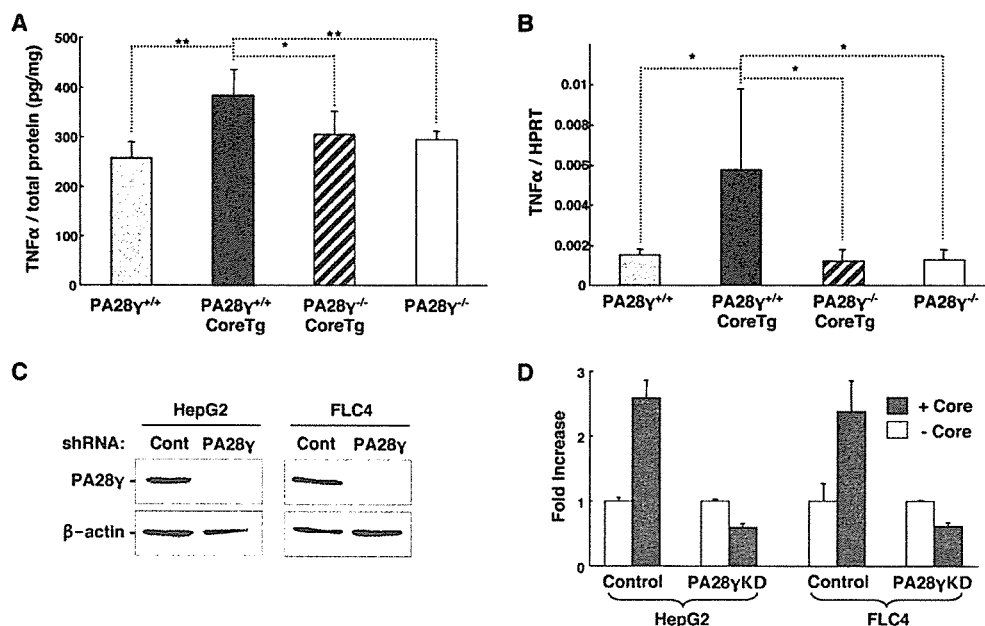 A
TNFα / total protein (pg/mg)
500
400
300
200
100
0
**
*
**
PA28γ+/+
PA28γ+/+ CoreTg
PA28γ-/- CoreTg
PA28γ-/-
B
TNFα / HPRT
0.01
0.008
0.006
0.004
0.002
0
*
*
*
PA28γ+/+
PA28γ+/+ CoreTg
PA28γ-/- CoreTg
PA28γ-/-
C
HepG2 FLC4
shRNA: Cont PA28γ Cont PA28γ
PA28γ -
β-actin -
D
Fold Increase
3
2
1
0
+ Core
- Core
Control PA28γKD Control PA28γKD
HepG2 FLC4